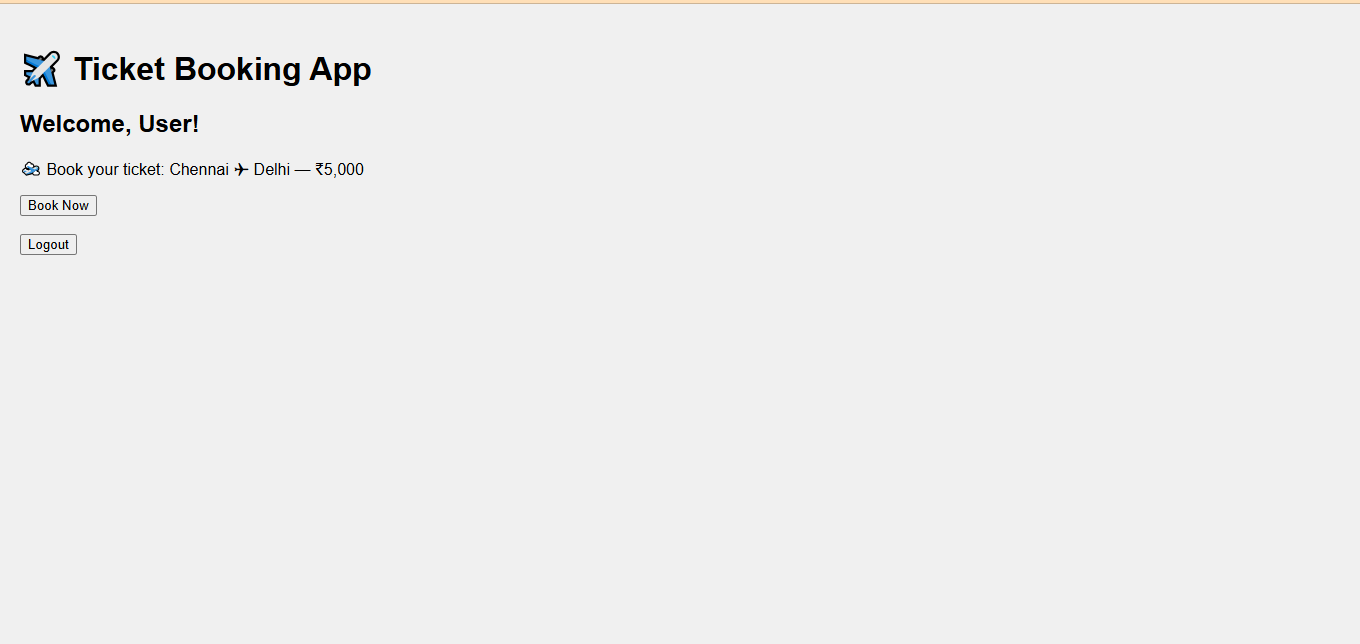 ✈️ Ticket Booking App
Welcome, User!
Book your ticket: Chennai ✈ Delhi — ₹5,000
Book Now
Logout